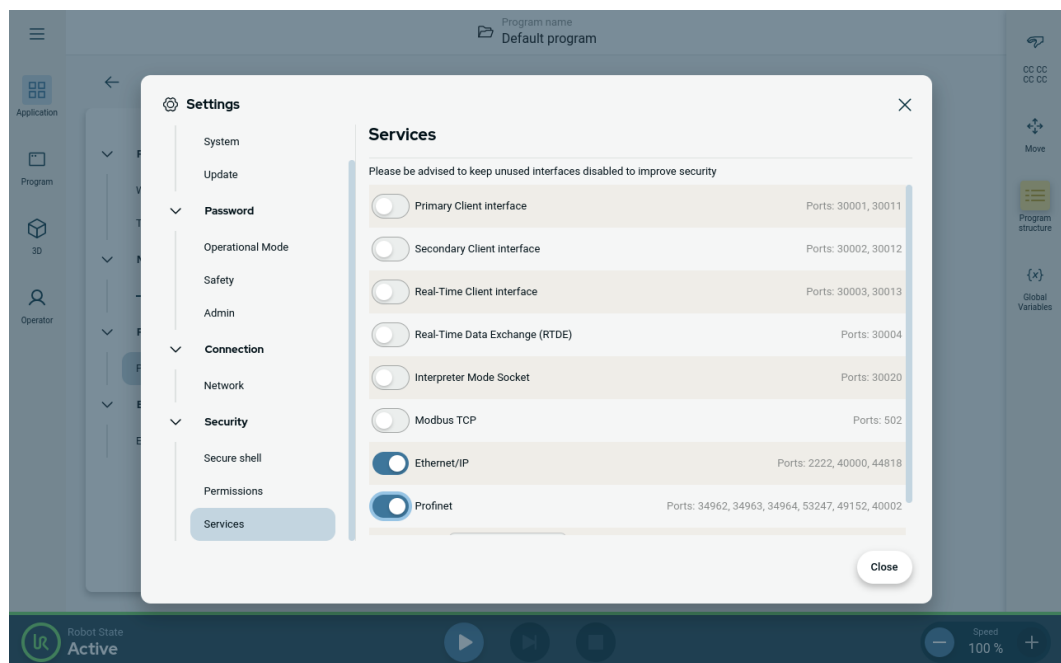 Program name
Default program
Application
Program
3D
Operator
Settings
System
Update
Password
Operational Mode
Safety
Admin
Connection
Network
Security
Secure shell
Permissions
Services
Services
Please be advised to keep unused interfaces disabled to improve security
Primary Client interface Ports: 30001, 30011
Secondary Client interface Ports: 30002, 30012
Real-Time Client interface Ports: 30003, 30013
Real-Time Data Exchange (RTDE) Ports: 30004
Interpreter Mode Socket Ports: 30020
Modbus TCP Ports: 502
Ethernet/IP Ports: 2222, 40000, 44818
Profinet Ports: 34962, 34963, 34964, 53247, 49152, 40002
Close
CC CC
CC CC
Move
Program
structure
{x}
Global
Variables
UR
Robot State
Active
Speed
100 %